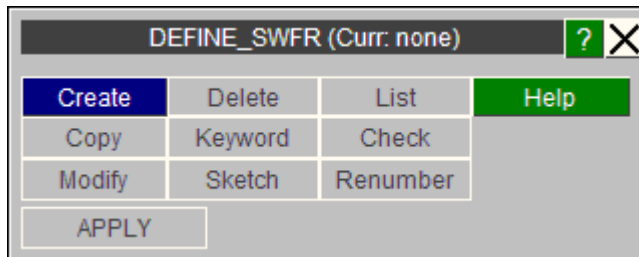 DEFINE_SWFR (Curr: none) ? X
Create Delete List Help
Copy Keyword Check
Modify Sketch Renumber
APPLY